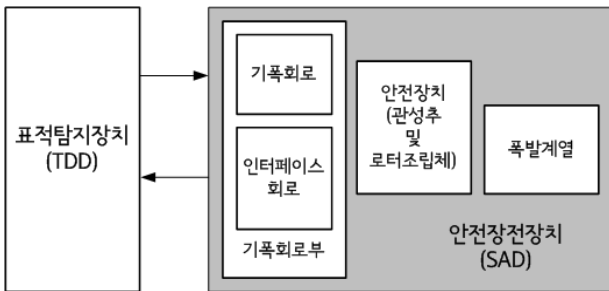 표적탐지장치
(TDD)
기폭회로
인터페이스
회로
기폭회로부
안전장치
(관성추
및
로터조립체)
폭발계열
안전장전장치
(SAD)